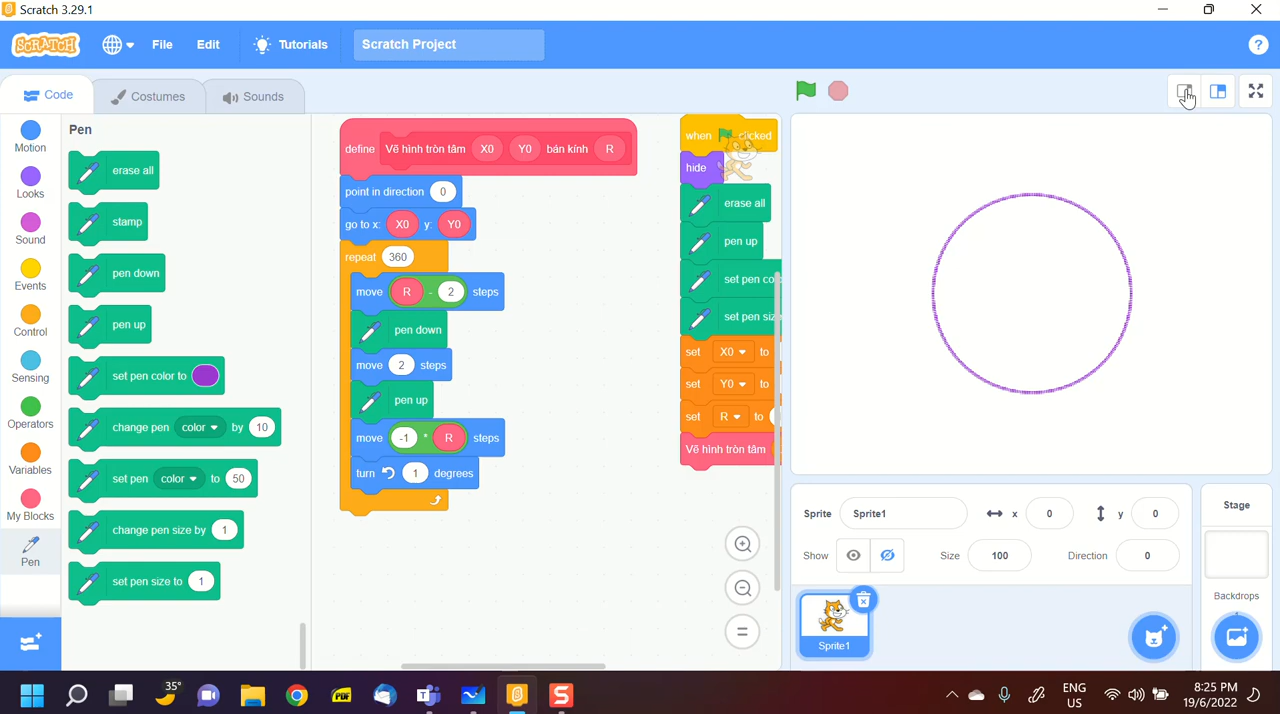 Scratch 3.29.1
SCRATCH File Edit Tutorials Scratch Project ?
Code Costumes Sounds
Motion
Looks
Sound
Events
Control
Sensing
Operators
Variables
My Blocks
Pen
Pen
erase all
stamp
pen down
pen up
set pen color to
change pen color by 10
set pen color to 50
change pen size by 1
set pen size to 1
define Vẽ hình tròn tâm X0 Y0 bán kính R
point in direction 0
go to x: X0 y: Y0
repeat 360
move R - 2 steps
pen down
move 2 steps
pen up
move -1 * R steps
turn 1 degrees
when clicked
hide
erase all
pen up
set pen co
set pen size
set X0 to
set Y0 to
set R to
Vẽ hình tròn tâm
Sprite Sprite1 x 0 y 0
Show Size 100 Direction 0
Sprite1
Stage
Backdrops
35°
PDF
ENG
US
8:25 PM
19/6/2022